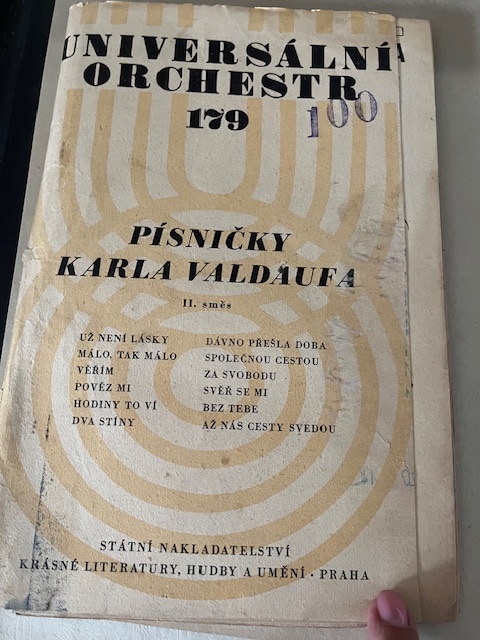 UNIVERSÁLNÍ
ORCHESTR
179
100
PÍSNIČKY
KARLA VALDAUFA
II. směs
UŽ NENÍ LÁSKY
MÁLO, TAK MÁLO
VĚŘÍM
POVĚZ MI
HODINY TO VÍ
DVA STÍNY
DÁVNO PŘEŠLA DOBA
SPOLEČNOU CESTOU
ZA SVOBODU
SVĚŘ SE MI
BEZ TEBE
AŽ NÁS CESTY SVEDOU
STÁTNÍ NAKLADATELSTVÍ
KRÁSNÉ LITERATURY, HUDBY A UMĚNÍ · PRAHA